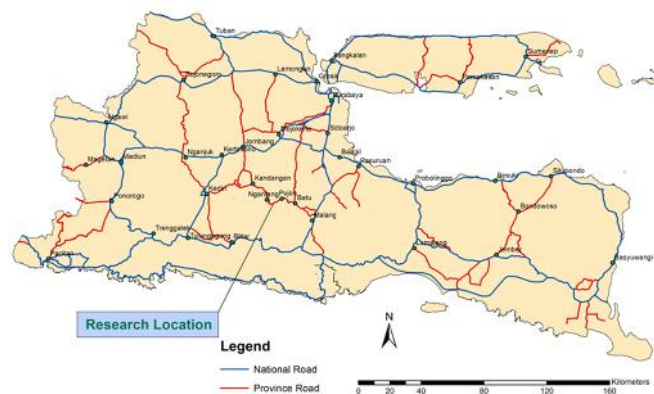 Tuban
Bangkalan
Sumenep
Bojonegoro
Lamongan
Gresik
Pamekasan
Surabaya
Ngawi
Mojokerto
Sidoarjo
Jombang
Magetan
Madiun
Nganjuk
Bangil
Pasuruan
Probolinggo
Besuki
Situbondo
Kandangan
Kediri
Ngantang
Pujon
Batu
Ponorogo
Bondowoso
Malang
Trenggalek
Tulungagung
Blitar
Lumajang
Jember
Banyuwangi
Pacitan
Research Location
N
Legend
National Road
Province Road
Kilometers
0 20 40 80 120 160